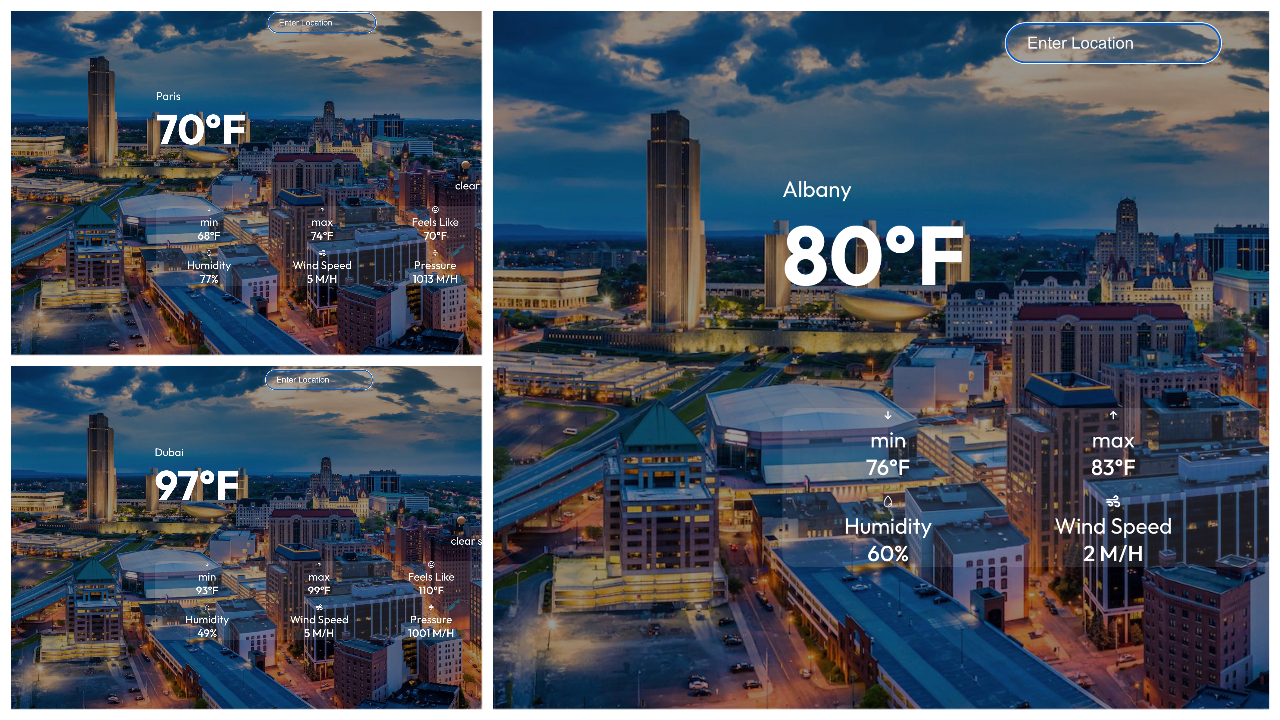 Enter Location
Paris
70°F
clear
min
68°F
max
74°F
Feels Like
70°F
Humidity
77%
Wind Speed
5 M/H
Pressure
1013 M/H
Enter Location
Dubai
97°F
clear s
min
93°F
max
99°F
Feels Like
110°F
Humidity
49%
Wind Speed
5 M/H
Pressure
1001 M/H
Enter Location
Albany
80°F
min
76°F
max
83°F
Humidity
60%
Wind Speed
2 M/H